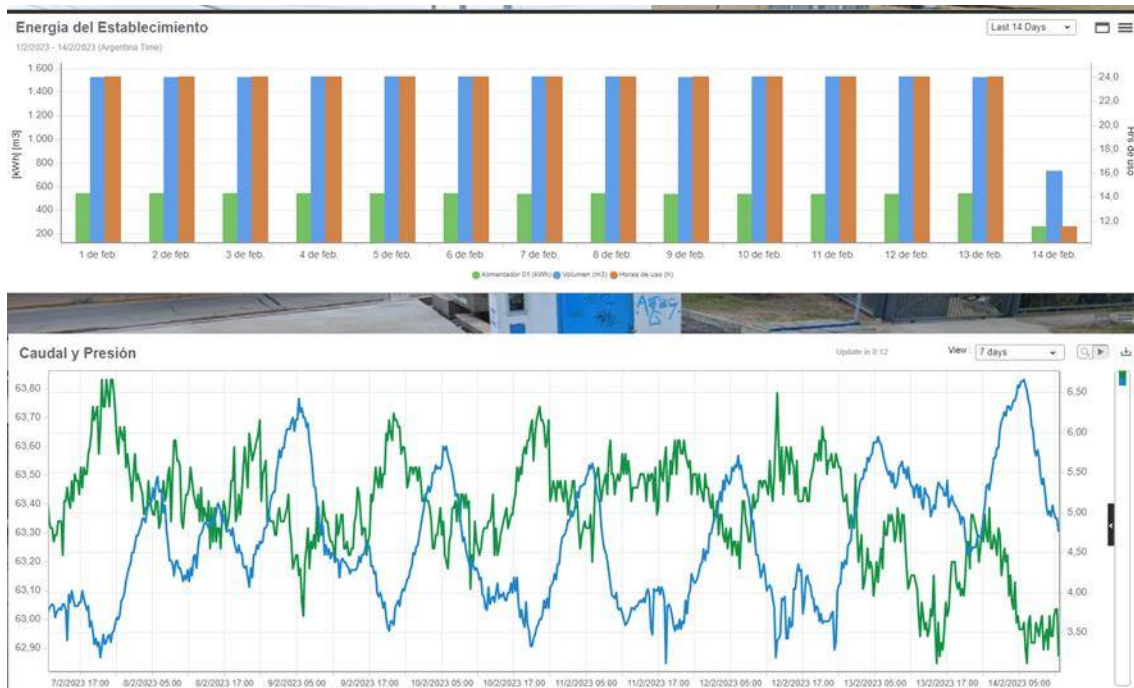 Energia del Establecimiento
Last 14 Days
1/2/2023 - 14/2/2023 (Argentina Time)
1.600
1.400
1.200
1.000
800
600
400
200
[kWh] [m3]
24,0
22,0
20,0
18,0
16,0
14,0
12,0
Hrs de uso
1 de feb. 2 de feb. 3 de feb. 4 de feb. 5 de feb. 6 de feb. 7 de feb. 8 de feb. 9 de feb. 10 de feb. 11 de feb. 12 de feb. 13 de feb. 14 de feb.
Alimentador 01 (kWh) Volumen (m3) Horas de uso (h)
Caudal y Presión
Update in 0:12
View : 7 days
63,80
63,70
63,60
63,50
63,40
63,30
63,20
63,10
63,00
62,90
6,50
6,00
5,50
5,00
4,50
4,00
3,50
7/2/2023 17:00 8/2/2023 05:00 8/2/2023 17:00 9/2/2023 05:00 9/2/2023 17:00 10/2/2023 05:00 10/2/2023 17:00 11/2/2023 05:00 11/2/2023 17:00 12/2/2023 05:00 12/2/2023 17:00 13/2/2023 05:00 13/2/2023 17:00 14/2/2023 05:00